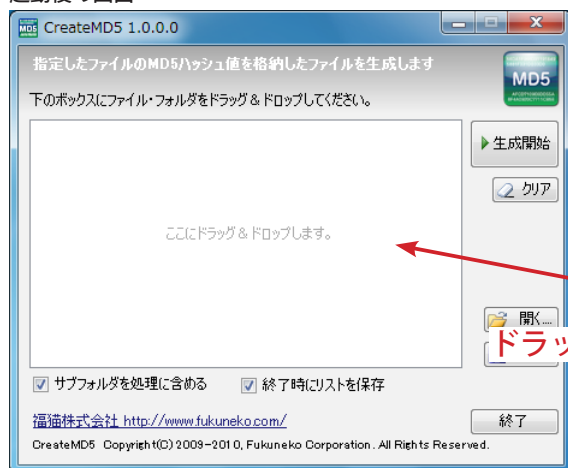 CreateMD5 1.0.0.0
指定したファイルのMD5ハッシュ値を格納したファイルを生成します
MD5
下のボックスにファイル・フォルダをドラッグ＆ドロップしてください。
生成開始
クリア
ここにドラッグ＆ドロップします。
開く...
ドラッ
サブフォルダを処理に含める
終了時にリストを保存
福猫株式会社 http://www.fukuneko.com/
終了
CreateMD5 Copyright(C) 2009-2010, Fukuneko Corporation. All Rights Reserved.